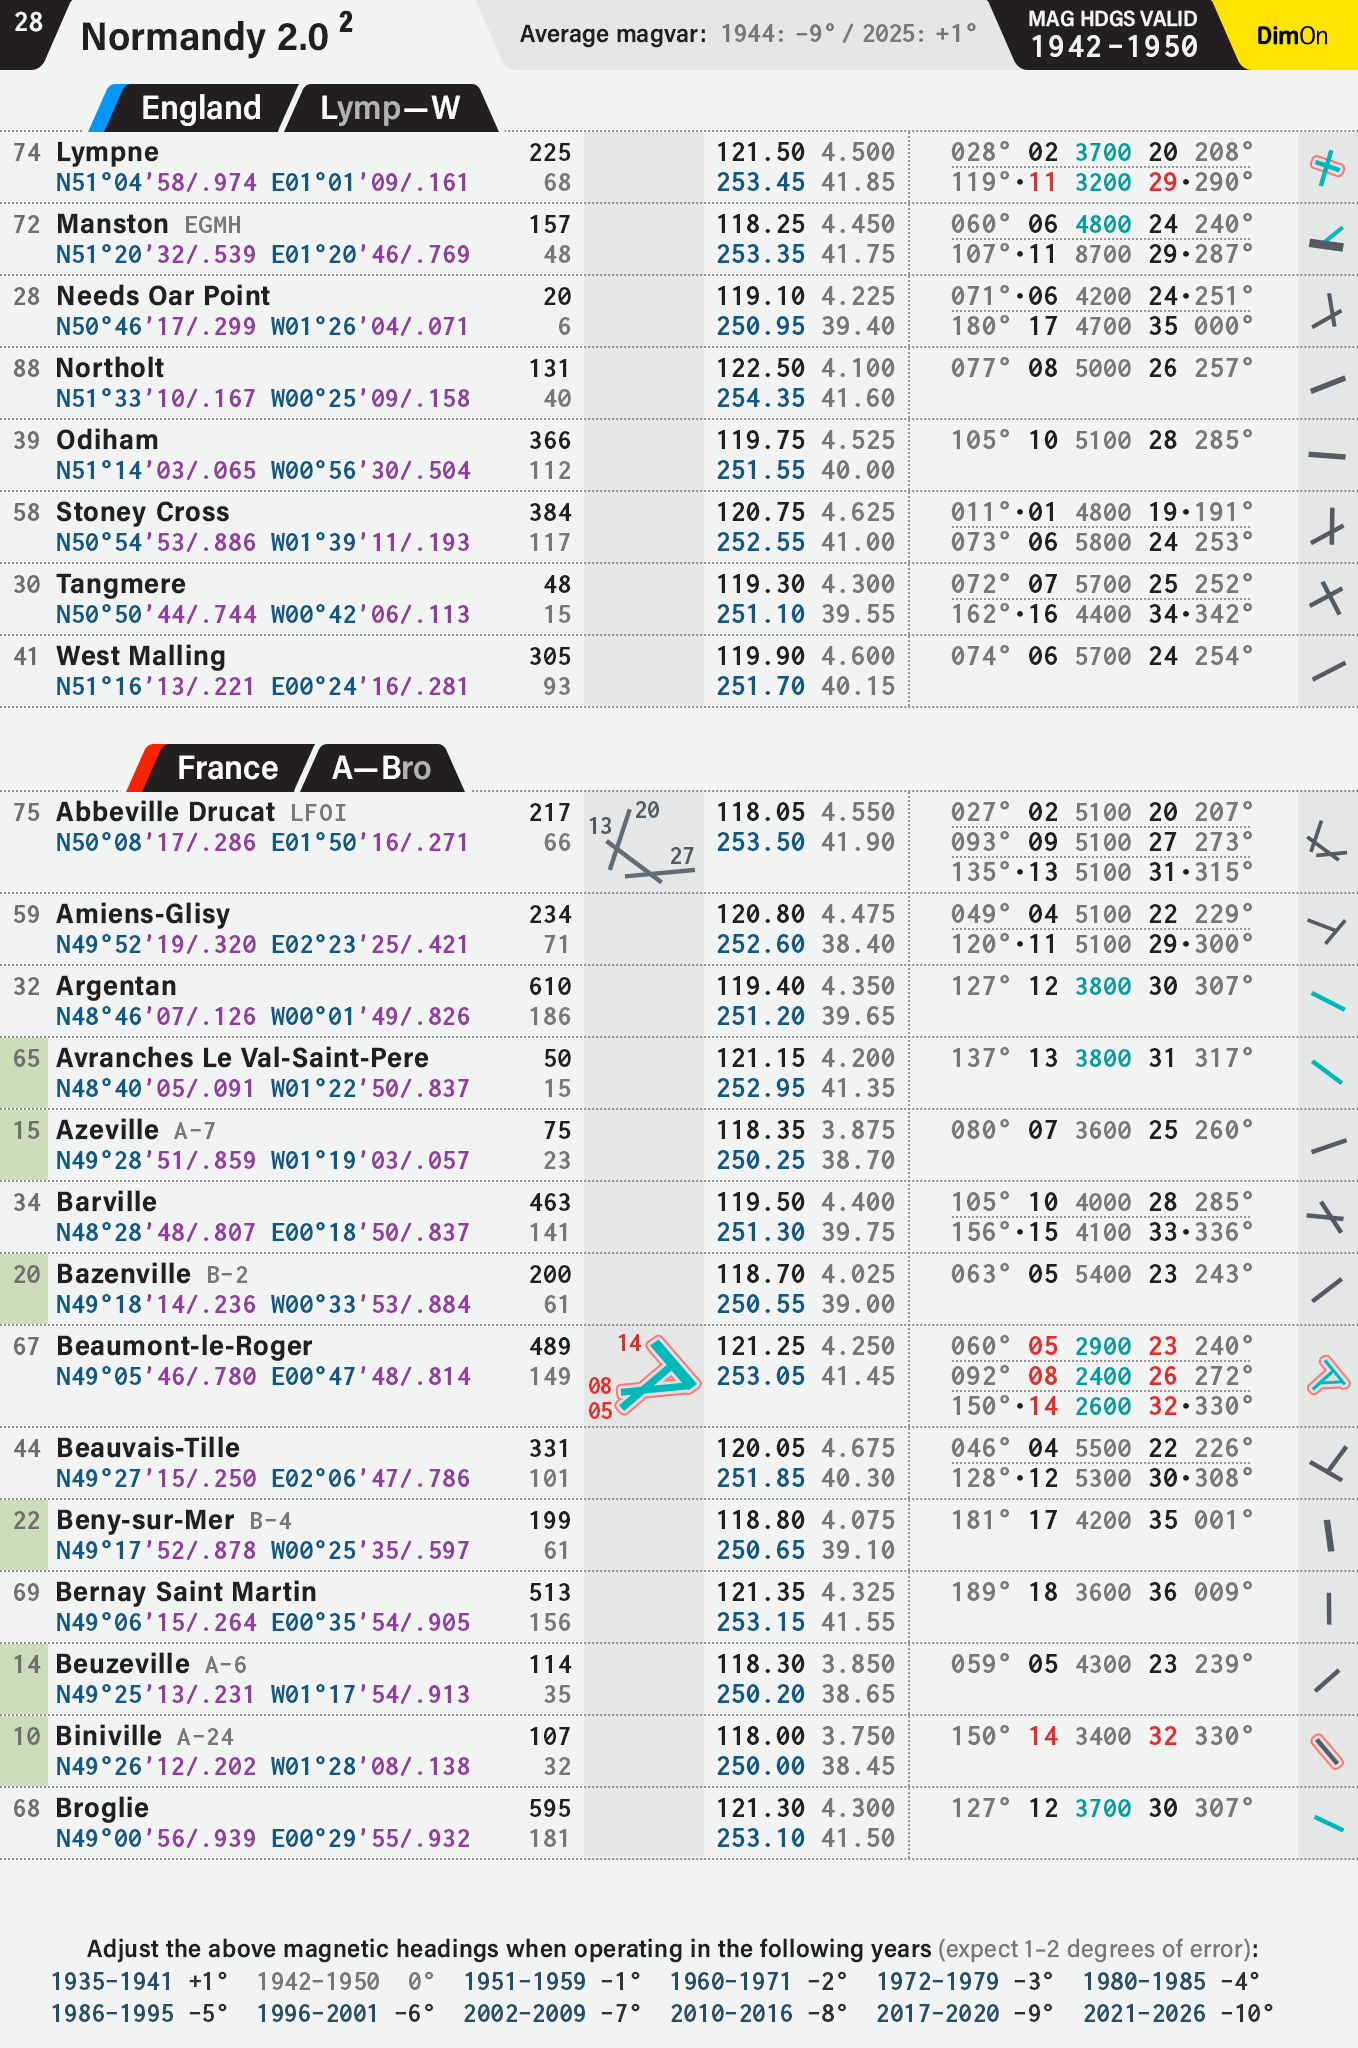 28 Normandy 2.0 2 Average magvar: 1944: -9° / 2025: +1° MAG HDGS VALID 1942-1950 DimOn
England Lymp—W
74 Lympne 225 121.50 4.500 028° 02 3700 20 208°
N51°04'58/.974 E01°01'09/.161 68 253.45 41.85 119°•11 3200 29•290°
72 Manston EGMH 157 118.25 4.450 060° 06 4800 24 240°
N51°20'32/.539 E01°20'46/.769 48 253.35 41.75 107°•11 8700 29•287°
28 Needs Oar Point 20 119.10 4.225 071°•06 4200 24•251°
N50°46'17/.299 W01°26'04/.071 6 250.95 39.40 180° 17 4700 35 000°
88 Northolt 131 122.50 4.100 077° 08 5000 26 257°
N51°33'10/.167 W00°25'09/.158 40 254.35 41.60
39 Odiham 366 119.75 4.525 105° 10 5100 28 285°
N51°14'03/.065 W00°56'30/.504 112 251.55 40.00
58 Stoney Cross 384 120.75 4.625 011°•01 4800 19•191°
N50°54'53/.886 W01°39'11/.193 117 252.55 41.00 073° 06 5800 24 253°
30 Tangmere 48 119.30 4.300 072° 07 5700 25 252°
N50°50'44/.744 W00°42'06/.113 15 251.10 39.55 162°•16 4400 34•342°
41 West Malling 305 119.90 4.600 074° 06 5700 24 254°
N51°16'13/.221 E00°24'16/.281 93 251.70 40.15
France A—Bro
75 Abbeville Drucat LFOI 217 13 20 27 118.05 4.550 027° 02 5100 20 207°
N50°08'17/.286 E01°50'16/.271 66 253.50 41.90 093° 09 5100 27 273°
135°•13 5100 31•315°
59 Amiens-Glisy 234 120.80 4.475 049° 04 5100 22 229°
N49°52'19/.320 E02°23'25/.421 71 252.60 38.40 120°•11 5100 29•300°
32 Argentan 610 119.40 4.350 127° 12 3800 30 307°
N48°46'07/.126 W00°01'49/.826 186 251.20 39.65
65 Avranches Le Val-Saint-Pere 50 121.15 4.200 137° 13 3800 31 317°
N48°40'05/.091 W01°22'50/.837 15 252.95 41.35
15 Azeville A-7 75 118.35 3.875 080° 07 3600 25 260°
N49°28'51/.859 W01°19'03/.057 23 250.25 38.70
34 Barville 463 119.50 4.400 105° 10 4000 28 285°
N48°28'48/.807 E00°18'50/.837 141 251.30 39.75 156°•15 4100 33•336°
20 Bazenville B-2 200 118.70 4.025 063° 05 5400 23 243°
N49°18'14/.236 W00°33'53/.884 61 250.55 39.00
67 Beaumont-le-Roger 489 14 08 05 121.25 4.250 060° 05 2900 23 240°
N49°05'46/.780 E00°47'48/.814 149 253.05 41.45 092° 08 2400 26 272°
150°•14 2600 32•330°
44 Beauvais-Tille 331 120.05 4.675 046° 04 5500 22 226°
N49°27'15/.250 E02°06'47/.786 101 251.85 40.30 128°•12 5300 30•308°
22 Beny-sur-Mer B-4 199 118.80 4.075 181° 17 4200 35 001°
N49°17'52/.878 W00°25'35/.597 61 250.65 39.10
69 Bernay Saint Martin 513 121.35 4.325 189° 18 3600 36 009°
N49°06'15/.264 E00°35'54/.905 156 253.15 41.55
14 Beuzeville A-6 114 118.30 3.850 059° 05 4300 23 239°
N49°25'13/.231 W01°17'54/.913 35 250.20 38.65
10 Biniville A-24 107 118.00 3.750 150° 14 3400 32 330°
N49°26'12/.202 W01°28'08/.138 32 250.00 38.45
68 Broglie 595 121.30 4.300 127° 12 3700 30 307°
N49°00'56/.939 E00°29'55/.932 181 253.10 41.50
Adjust the above magnetic headings when operating in the following years (expect 1-2 degrees of error):
1935-1941 +1° 1942-1950 0° 1951-1959 -1° 1960-1971 -2° 1972-1979 -3° 1980-1985 -4°
1986-1995 -5° 1996-2001 -6° 2002-2009 -7° 2010-2016 -8° 2017-2020 -9° 2021-2026 -10°